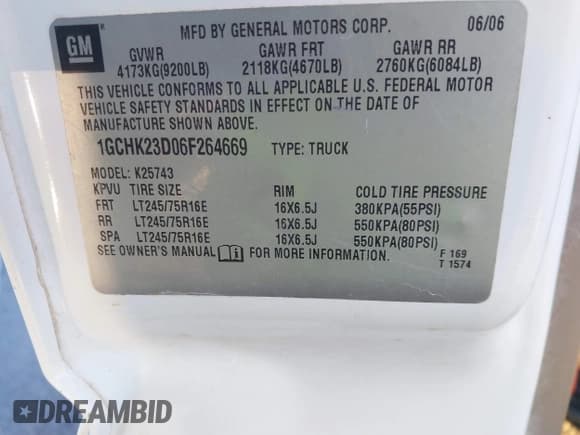 GM
MFD BY GENERAL MOTORS CORP. 06/06
GVWR GAWR FRT GAWR RR
4173KG(9200LB) 2118KG(4670LB) 2760KG(6084LB)
THIS VEHICLE CONFORMS TO ALL APPLICABLE U.S. FEDERAL MOTOR
VEHICLE SAFETY STANDARDS IN EFFECT ON THE DATE OF
MANUFACTURE SHOWN ABOVE.
1GCHK23D06F264669 TYPE: TRUCK
MODEL: K25743
KPVU TIRE SIZE RIM COLD TIRE PRESSURE
FRT LT245/75R16E 16X6.5J 380KPA(55PSI)
RR LT245/75R16E 16X6.5J 550KPA(80PSI)
SPA LT245/75R16E 16X6.5J 550KPA(80PSI)
SEE OWNER'S MANUAL FOR MORE INFORMATION. F 169
T 1574
DREAMBID